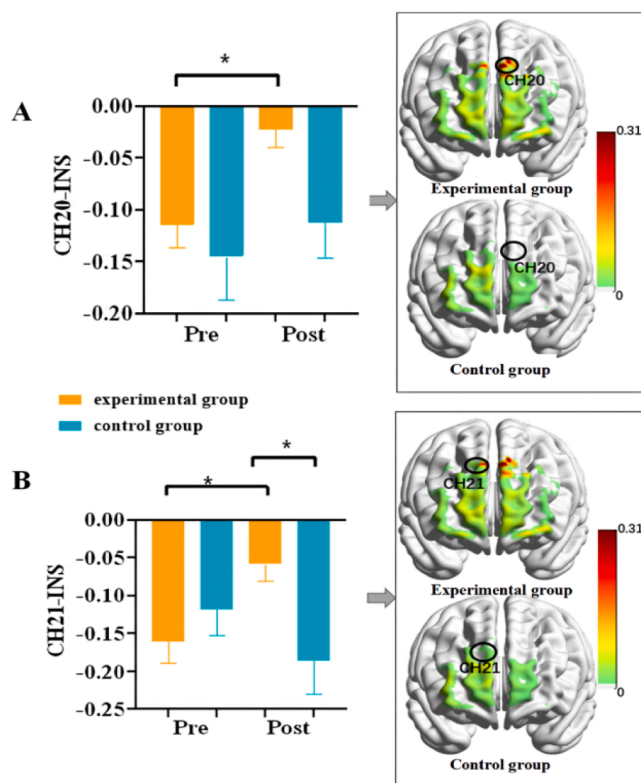 A
*
CH20-INS
0.00
-0.05
-0.10
-0.15
-0.20
Pre
Post
CH20
Experimental group
0.31
0
CH20
Control group
experimental group
control group
B
*
*
CH21-INS
0.00
-0.05
-0.10
-0.15
-0.20
-0.25
Pre
Post
CH21
Experimental group
0.31
0
CH21
Control group